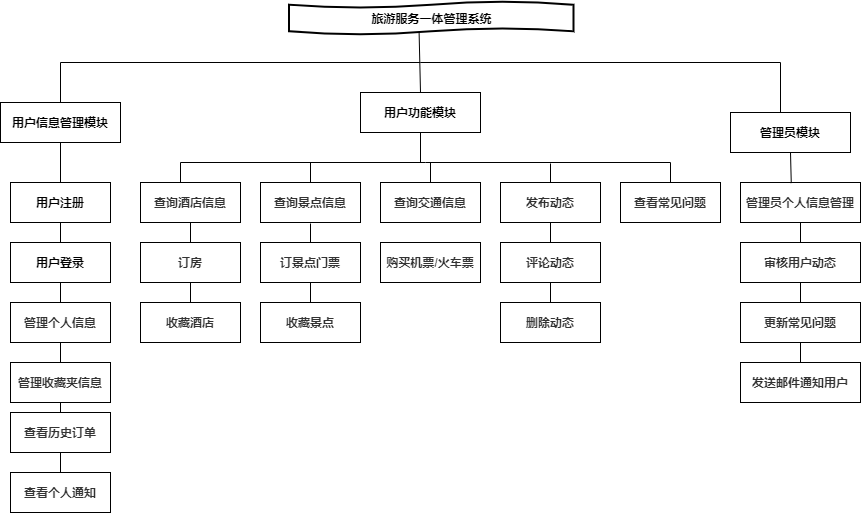 旅游服务一体管理系统
用户信息管理模块
用户功能模块
管理员模块
用户注册
查询酒店信息
查询景点信息
查询交通信息
发布动态
查看常见问题
管理员个人信息管理
用户登录
订房
订景点门票
购买机票/火车票
评论动态
审核用户动态
管理个人信息
收藏酒店
收藏景点
删除动态
更新常见问题
管理收藏夹信息
发送邮件通知用户
查看历史订单
查看个人通知